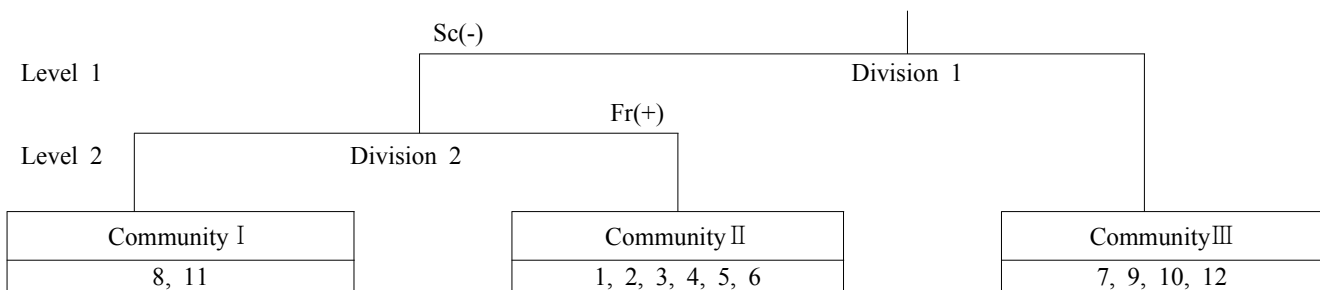 Sc(-)
Level 1
Division 1
Fr(+)
Level 2
Division 2
Community Ⅰ
Community Ⅱ
Community Ⅲ
8, 11
1, 2, 3, 4, 5, 6
7, 9, 10, 12